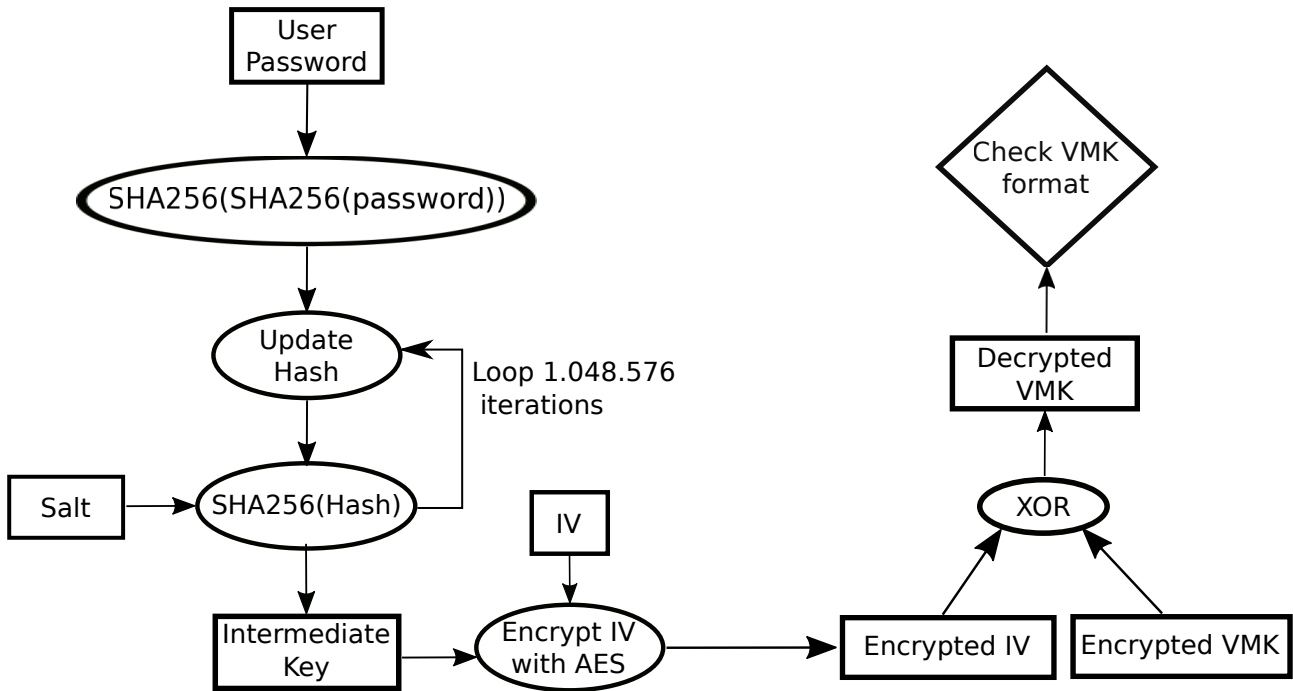 User
Password
SHA256(SHA256(password))
Update
Hash
Loop 1.048.576
iterations
Salt
SHA256(Hash)
Intermediate
Key
IV
Encrypt IV
with AES
Encrypted IV
Encrypted VMK
XOR
Decrypted
VMK
Check VMK
format